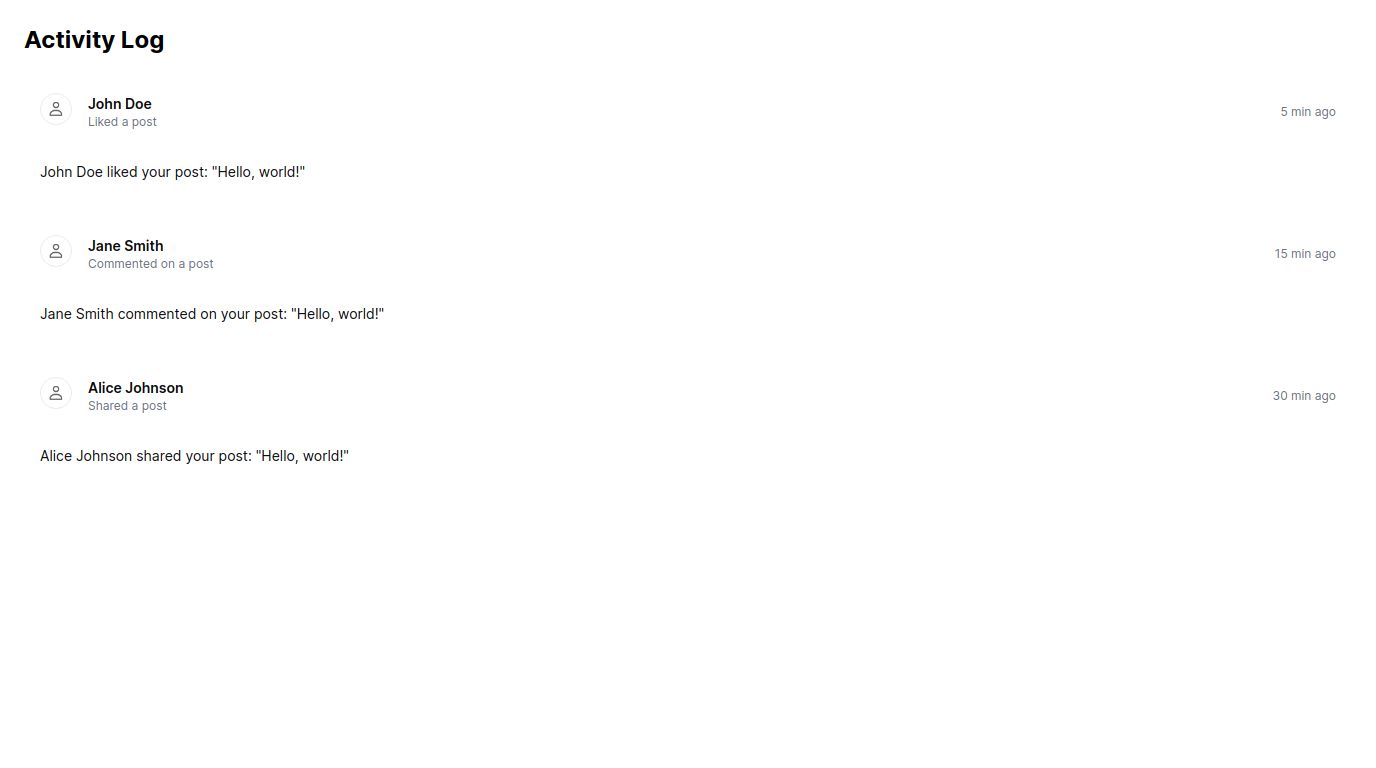 Activity Log
John Doe
Liked a post
5 min ago
John Doe liked your post: "Hello, world!"
Jane Smith
Commented on a post
15 min ago
Jane Smith commented on your post: "Hello, world!"
Alice Johnson
Shared a post
30 min ago
Alice Johnson shared your post: "Hello, world!"